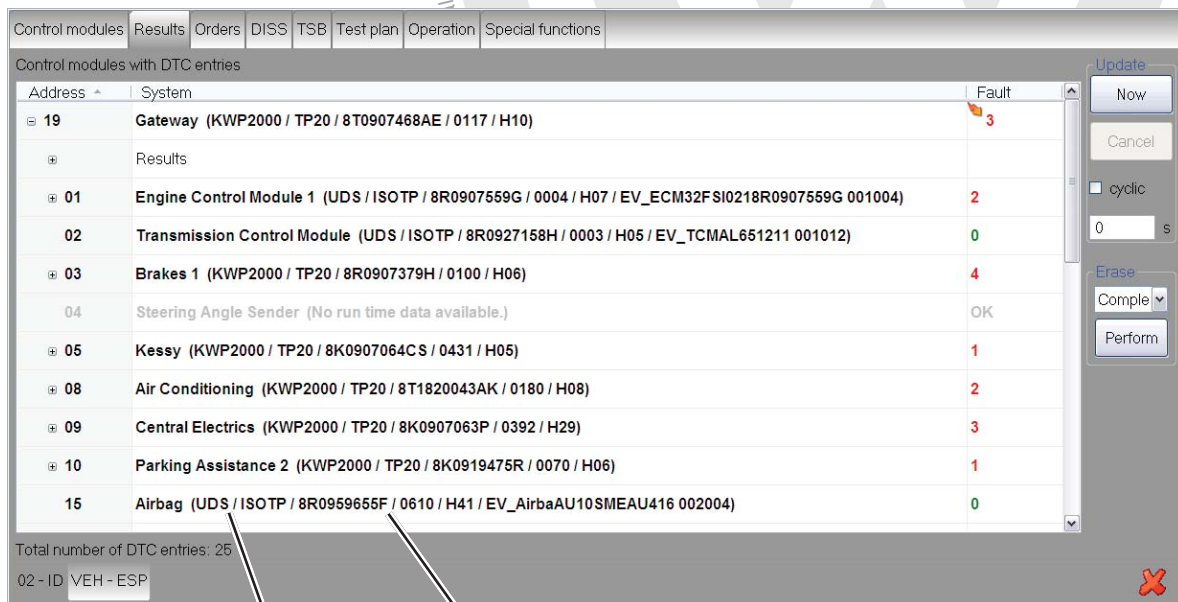 Control modules Results Orders DISS TSB Test plan Operation Special functions
Control modules with DTC entries
Update
Address System Fault
Now
19 Gateway (KWP2000 / TP20 / 8T0907468AE / 0117 / H10) 3
Cancel
Results
cyclic
01 Engine Control Module 1 (UDS / ISOTP / 8R0907559G / 0004 / H07 / EV_ECM32FSI0218R0907559G 001004) 2
0 s
02 Transmission Control Module (UDS / ISOTP / 8R0927158H / 0003 / H05 / EV_TCMAL651211 001012) 0
03 Brakes 1 (KWP2000 / TP20 / 8R0907379H / 0100 / H06) 4
Erase
Comple
04 Steering Angle Sender (No run time data available.) OK
Perform
05 Kessy (KWP2000 / TP20 / 8K0907064CS / 0431 / H05) 1
08 Air Conditioning (KWP2000 / TP20 / 8T1820043AK / 0180 / H08) 2
09 Central Electrics (KWP2000 / TP20 / 8K0907063P / 0392 / H29) 3
10 Parking Assistance 2 (KWP2000 / TP20 / 8K0919475R / 0070 / H06) 1
15 Airbag (UDS / ISOTP / 8R0959655F / 0610 / H41 / EV_AirbaAU10SMEAU416 002004) 0
Total number of DTC entries: 25
02 - ID VEH - ESP